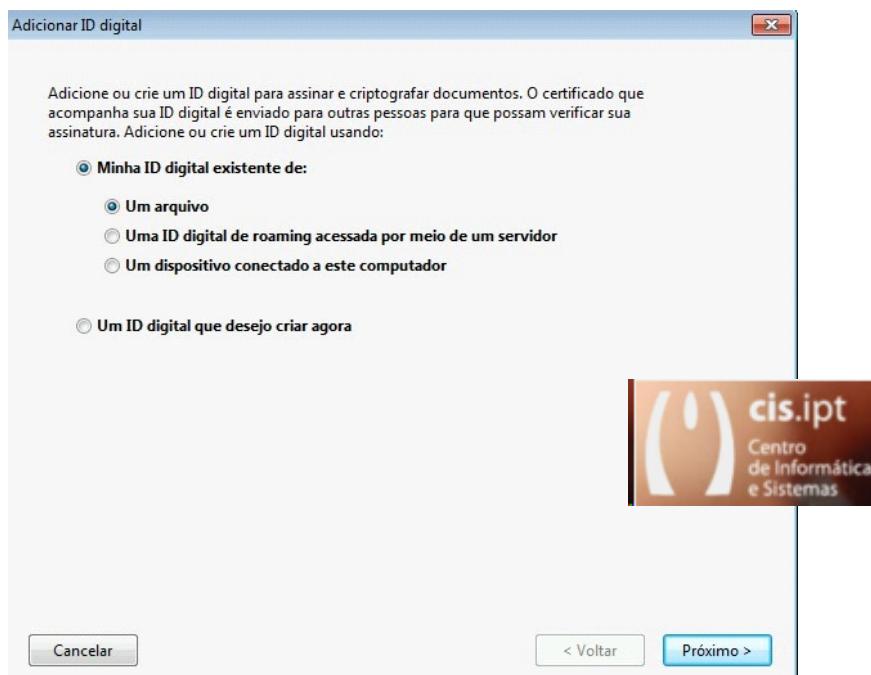 Adicionar ID digital
Adicione ou crie um ID digital para assinar e criptografar documentos. O certificado que
acompanha sua ID digital é enviado para outras pessoas para que possam verificar sua
assinatura. Adicione ou crie um ID digital usando:
Minha ID digital existente de:
Um arquivo
Uma ID digital de roaming acessada por meio de um servidor
Um dispositivo conectado a este computador
Um ID digital que desejo criar agora
cis.ipt
Centro
de Informática
e Sistemas
Cancelar
< Voltar
Próximo >